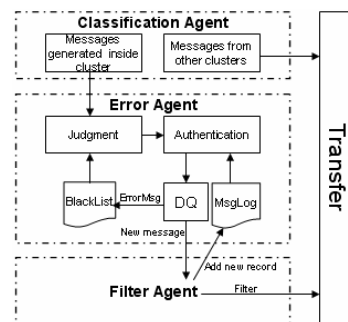 Classification Agent
Messages
generated inside
cluster
Messages from
other clusters
Error Agent
Judgment
Authentication
BlackList
ErrorMsg
DQ
MsgLog
New message
Add new record
Filter Agent
Filter
Transfer